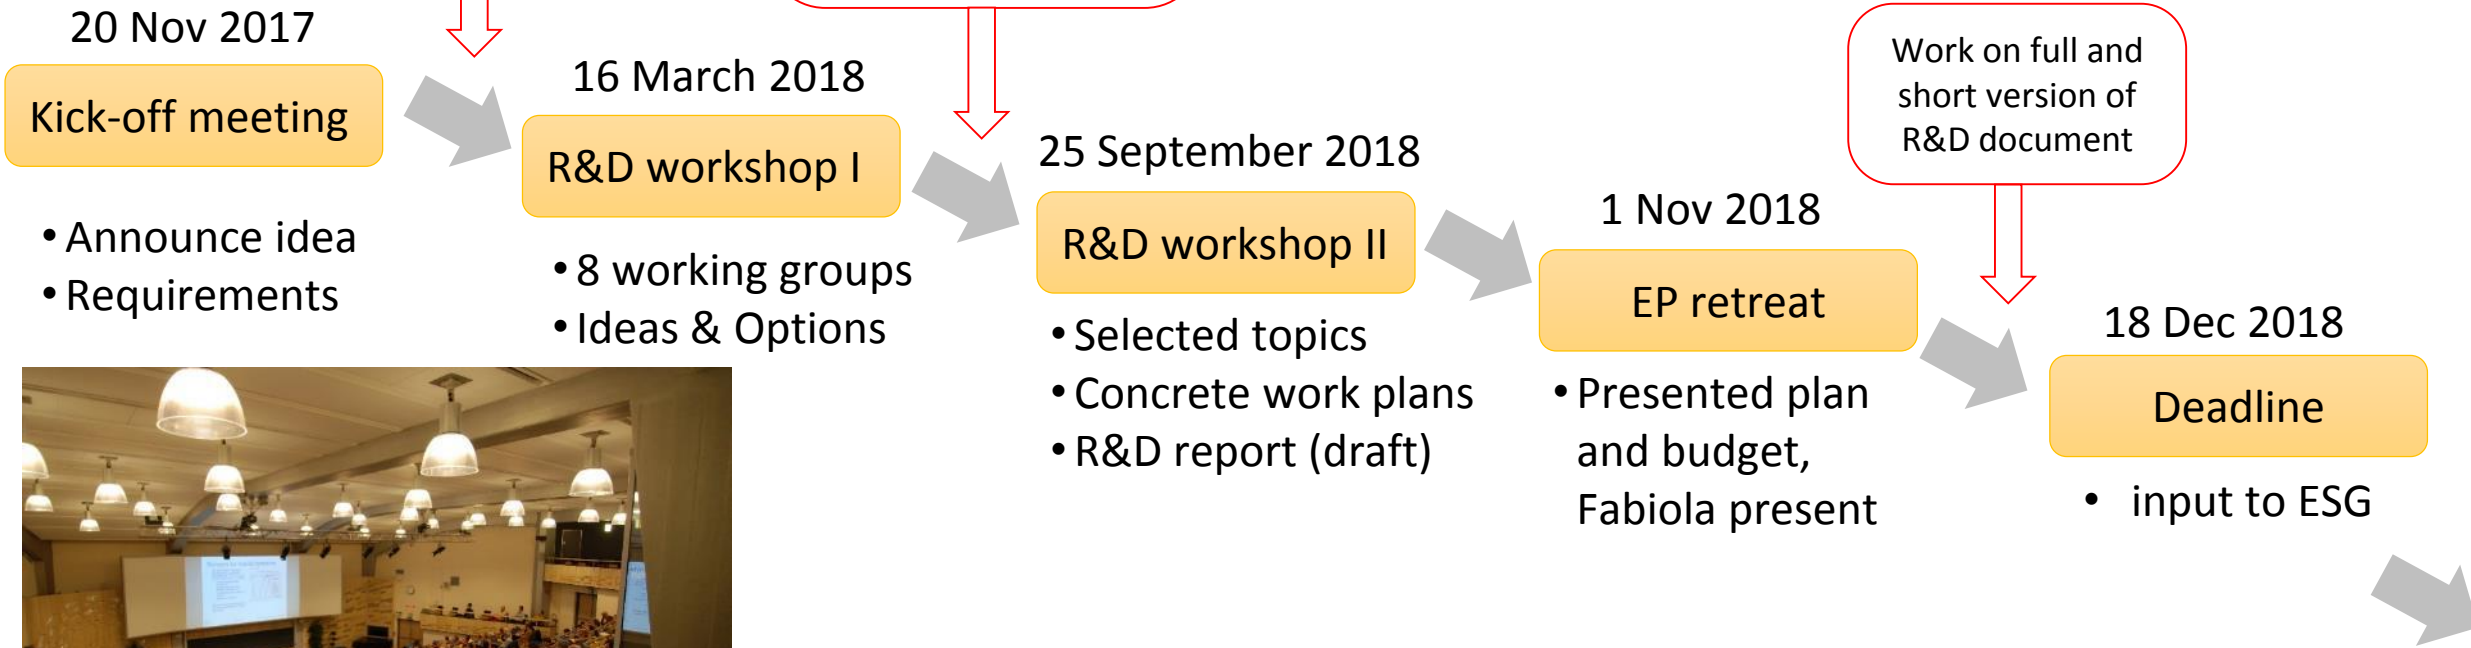 20 Nov 2017
Kick-off meeting
• Announce idea
• Requirements
16 March 2018
R&D workshop I
• 8 working groups
• Ideas & Options
25 September 2018
R&D workshop II
• Selected topics
• Concrete work plans
• R&D report (draft)
1 Nov 2018
EP retreat
• Presented plan
and budget,
Fabiola present
Work on full and
short version of
R&D document
18 Dec 2018
Deadline
• input to ESG